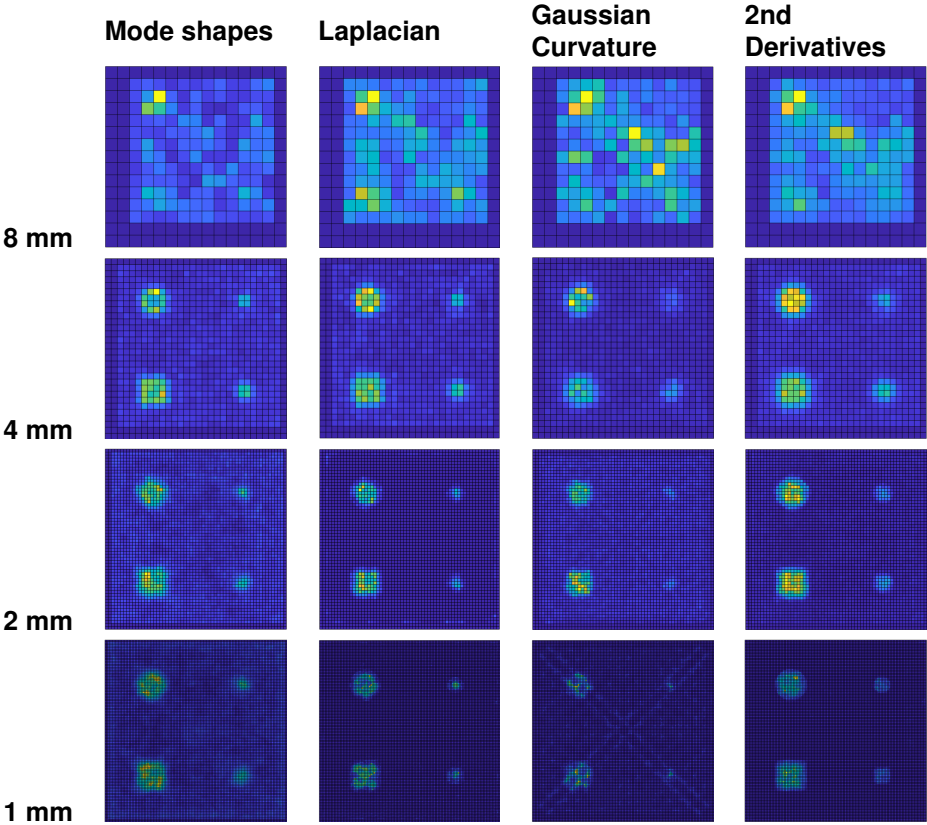 Mode shapes
Laplacian
Gaussian
Curvature
2nd
Derivatives
8 mm
4 mm
2 mm
1 mm